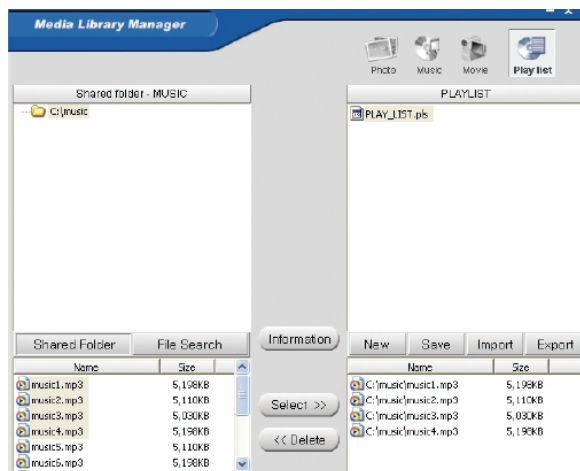 Media Library Manager
Photo Music Movie Play list
Shared folder - MUSIC
C:\music
PLAYLIST
PLAY_LIST.pls
Shared Folder File Search
Information
New Save Import Export
Name Size
music1.mp3 5,198KB
music2.mp3 5,110KB
music3.mp3 5,030KB
music4.mp3 5,198KB
music5.mp3 5,110KB
music6.mp3 5,198KB
Select >>
<< Delete
Name Size
C:\music\music1.mp3 5,198KB
C:\music\music2.mp3 5,110KB
C:\music\music3.mp3 5,030KB
C:\music\music4.mp3 5,198KB